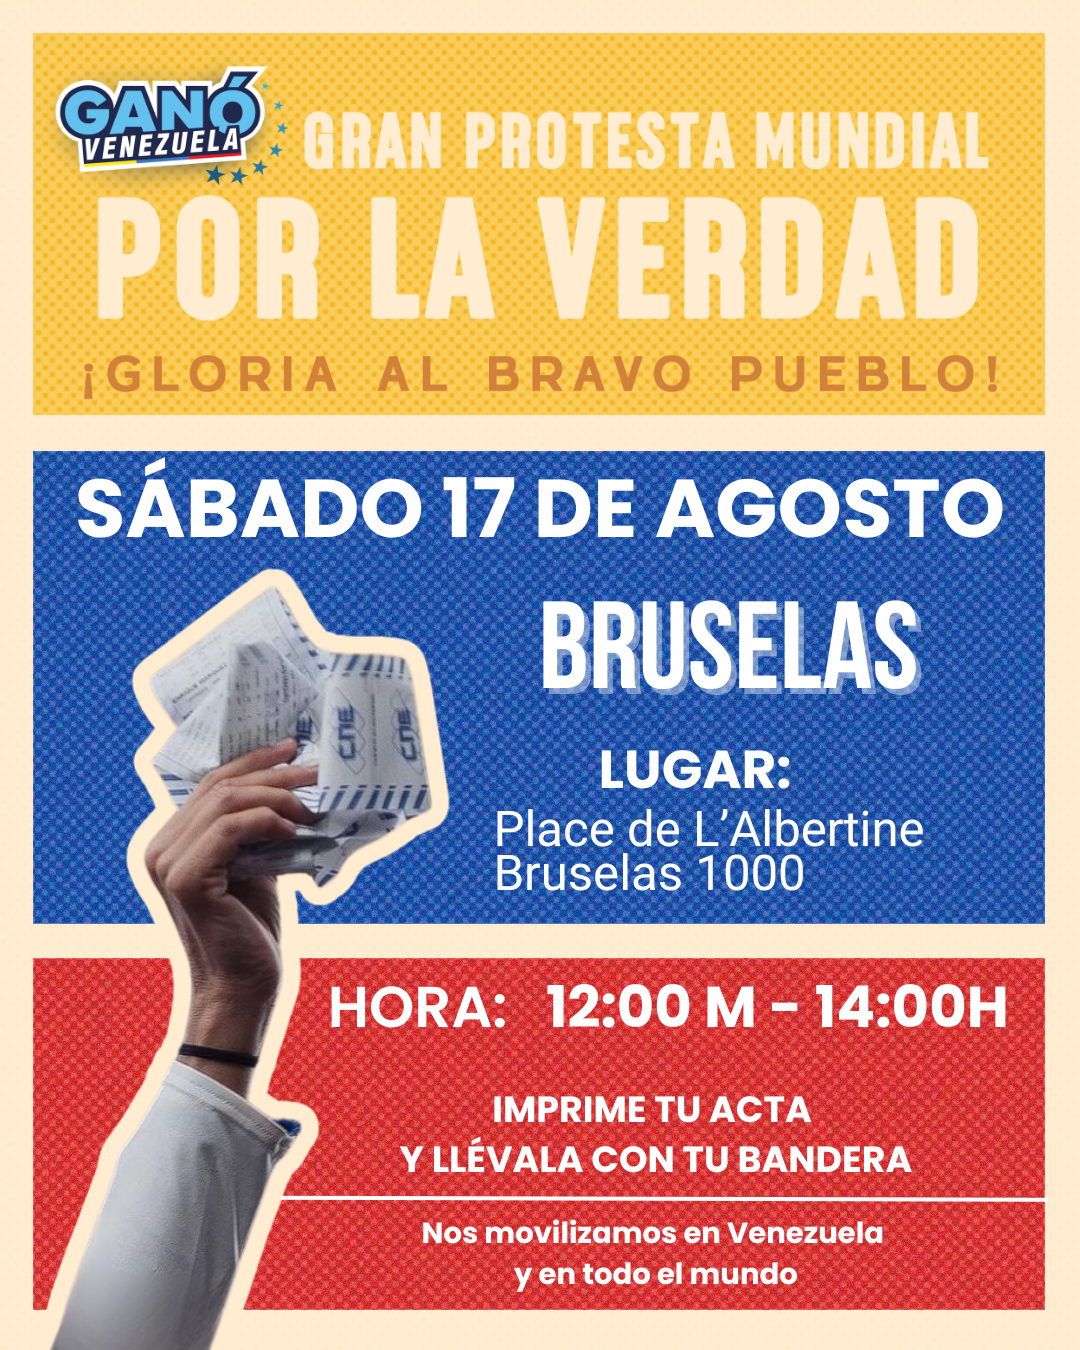 GANÓ
VENEZUELA
GRAN PROTESTA MUNDIAL
POR LA VERDAD
¡GLORIA AL BRAVO PUEBLO!
SÁBADO 17 DE AGOSTO
BRUSELAS
CNE
CNE
LUGAR:
Place de L’Albertine
Bruselas 1000
HORA: 12:00 M - 14:00H
IMPRIME TU ACTA
Y LLÉVALA CON TU BANDERA
Nos movilizamos en Venezuela
y en todo el mundo